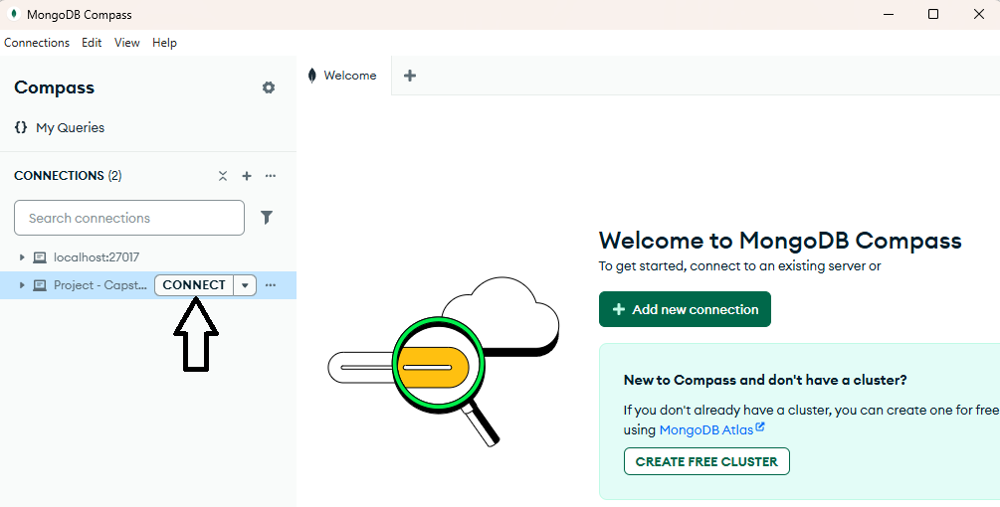 MongoDB Compass
Connections Edit View Help
Compass
{} My Queries
CONNECTIONS (2)
Search connections
localhost:27017
Project - Capst... CONNECT
Welcome
Welcome to MongoDB Compass
To get started, connect to an existing server or
+ Add new connection
New to Compass and don't have a cluster?
If you don't already have a cluster, you can create one for free
using MongoDB Atlas
CREATE FREE CLUSTER